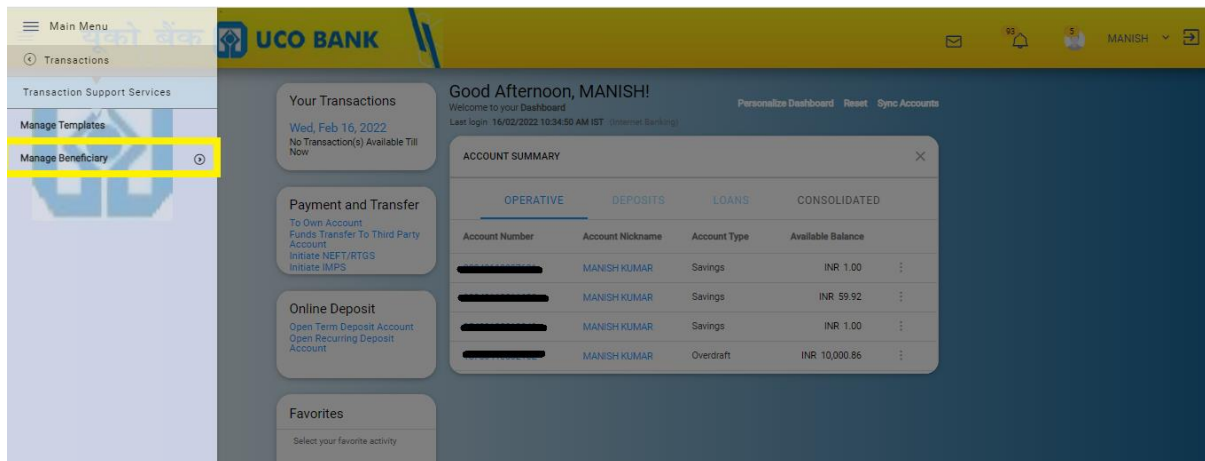 Main Menu
यूको बैंक
UCO BANK
93
5
MANISH
Transactions
Transaction Support Services
Manage Templates
Manage Beneficiary
Your Transactions
Wed, Feb 16, 2022
No Transaction(s) Available Till
Now
Payment and Transfer
To Own Account
Funds Transfer To Third Party
Account
Initiate NEFT/RTGS
Initiate IMPS
Online Deposit
Open Term Deposit Account
Open Recurring Deposit
Account
Favorites
Select your favorite activity
Good Afternoon, MANISH!
Welcome to your Dashboard
Last login 16/02/2022 10:34:50 AM IST (Internet Banking)
Personalize Dashboard Reset Sync Accounts
ACCOUNT SUMMARY
OPERATIVE DEPOSITS LOANS CONSOLIDATED
Account Number Account Nickname Account Type Available Balance
MANISH KUMAR Savings INR 1.00
MANISH KUMAR Savings INR 59.92
MANISH KUMAR Savings INR 1.00
MANISH KUMAR Overdraft INR 10,000.86